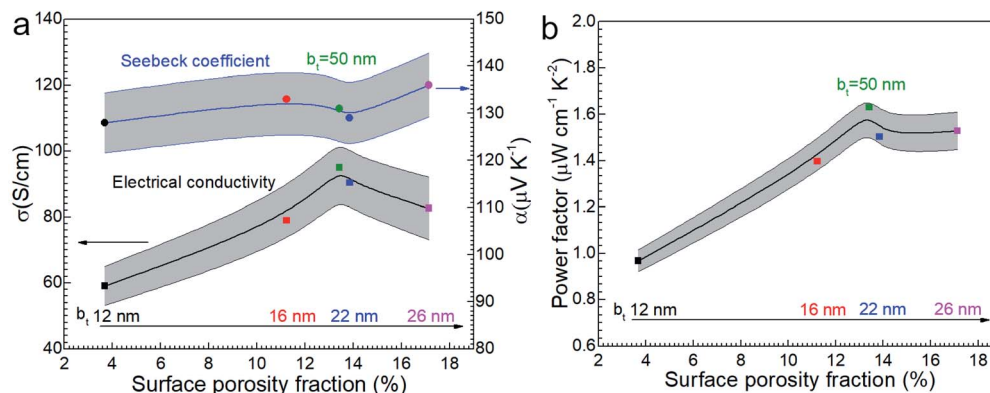 a
140
120
100
80
60
40
σ(S/cm)
150
140
130
120
110
100
90
80
α(μV K⁻¹)
Seebeck coefficient
bₜ=50 nm
Electrical conductivity
bₜ 12 nm
16 nm
22 nm
26 nm
2 4 6 8 10 12 14 16 18
Surface porosity fraction (%)
b
2.0
1.8
1.6
1.4
1.2
1.0
0.8
0.6
Power factor (μW cm⁻¹ K⁻²)
bₜ=50 nm
bₜ 12 nm
16 nm
22 nm
26 nm
2 4 6 8 10 12 14 16 18
Surface porosity fraction (%)